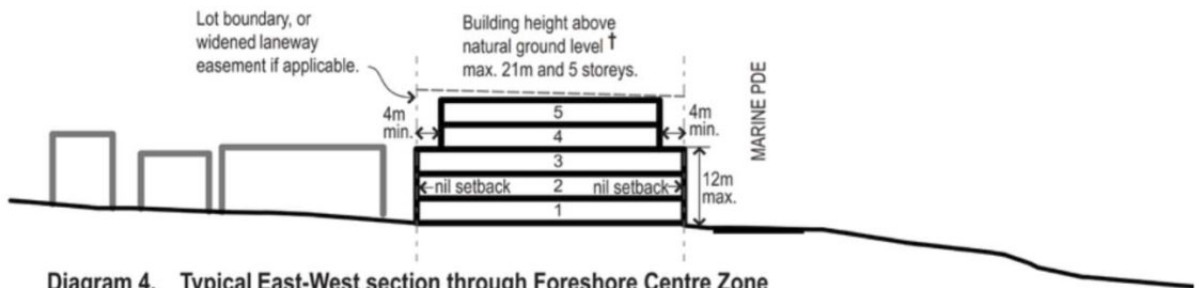 Lot boundary, or
widened laneway
easement if applicable.
Building height above
natural ground level †
max. 21m and 5 storeys.
MARINE PDE
4m
min.
5
4m
min.
4
3
nil setback 2 nil setback
12m
max.
1
Diagram 4. Typical East-West section through Foreshore Centre Zone